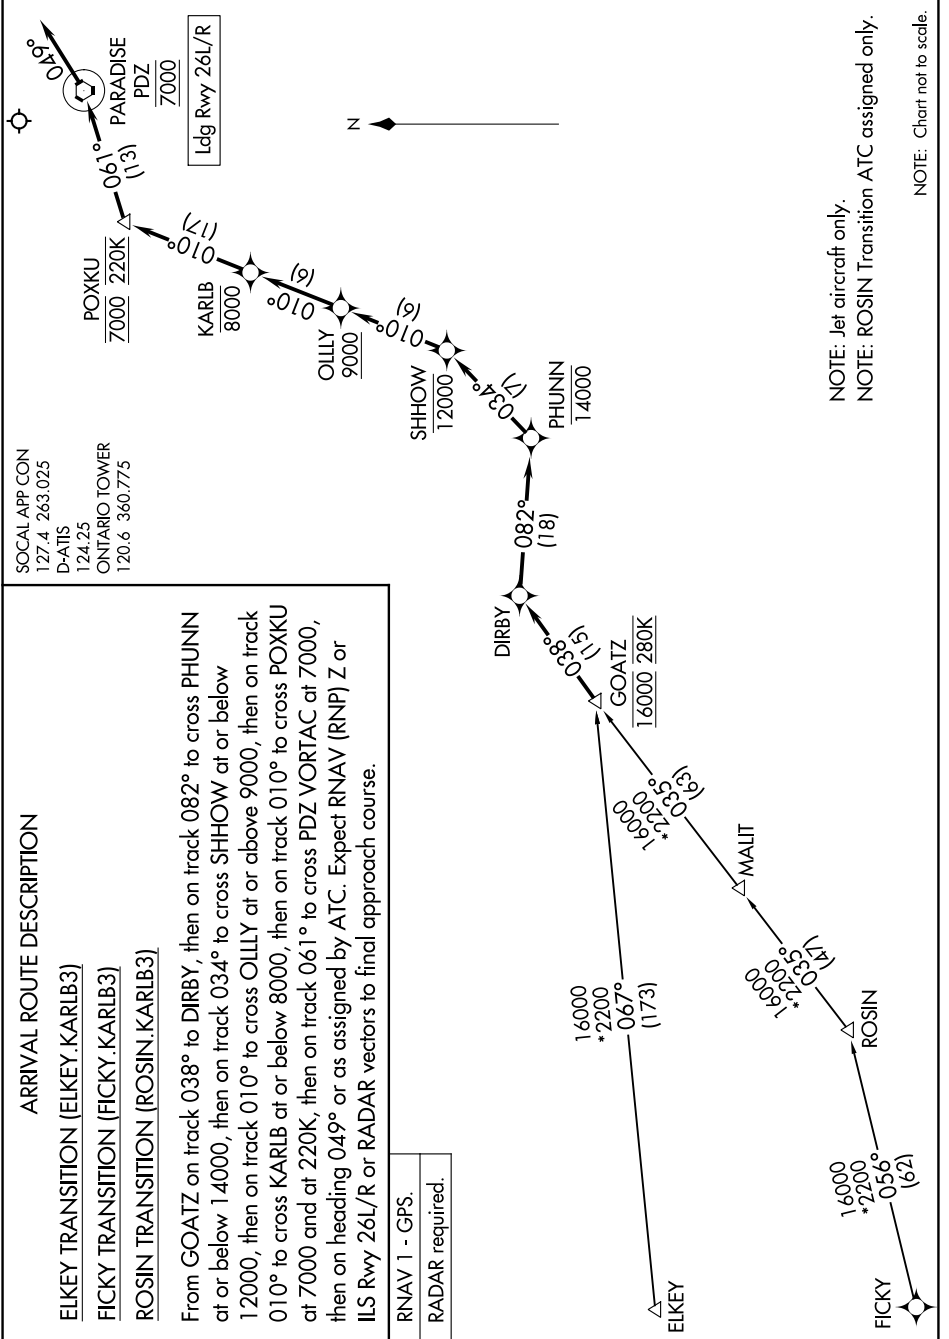 ARRIVAL ROUTE DESCRIPTION
ELKEY TRANSITION (ELKEY.KARLB3)
FICKY TRANSITION (FICKY.KARLB3)
ROSIN TRANSITION (ROSIN.KARLB3)
From GOATZ on track 038° to DIRBY, then on track 082° to cross PHUNN
at or below 14000, then on track 034° to cross SHHOW at or below
12000, then on track 010° to cross OLLLY at or above 9000, then on track
010° to cross KARLB at or below 8000, then on track 010° to cross POXKU
at 7000 and at 220K, then on track 061° to cross PDZ VORTAC at 7000,
then on heading 049° or as assigned by ATC. Expect RNAV (RNP) Z or
ILS Rwy 26L/R or RADAR vectors to final approach course.
RNAV 1 - GPS.
RADAR required.
SOCAL APP CON
127.4 263.025
D-ATIS
124.25
ONTARIO TOWER
120.6 360.775
049°
PARADISE
PDZ
7000
Ldg Rwy 26L/R
061°
(13)
POXKU
7000 220K
010°
(17)
KARLB
8000
010°
(6)
OLLLY
9000
010°
(6)
SHHOW
12000
034°
(7)
PHUNN
14000
082°
(18)
DIRBY
038°
(15)
GOATZ
16000 280K
16000
*2200
035°
(63)
MALIT
16000
*2200
035°
(47)
ROSIN
16000
*2200
067°
(173)
ELKEY
16000
*2200
056°
(62)
FICKY
N
NOTE: Jet aircraft only.
NOTE: ROSIN Transition ATC assigned only.
NOTE: Chart not to scale.